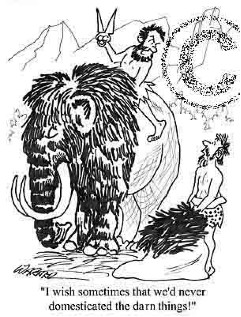 ©
"I wish sometimes that we'd never
domesticated the darn things!"